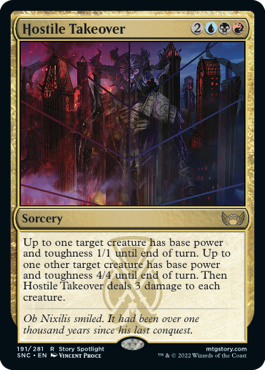 Hostile Takeover 2
Sorcery
Up to one target creature has base power
and toughness 1/1 until end of turn. Up to
one other target creature has base power
and toughness 4/4 until end of turn. Then
Hostile Takeover deals 3 damage to each
creature.
Ob Nixilis smiled. It had been over one
thousand years since his last conquest.
191/281 R Story Spotlight
SNC • EN VINCENT PROCE
mtgstory.com
™ & © 2022 Wizards of the Coast